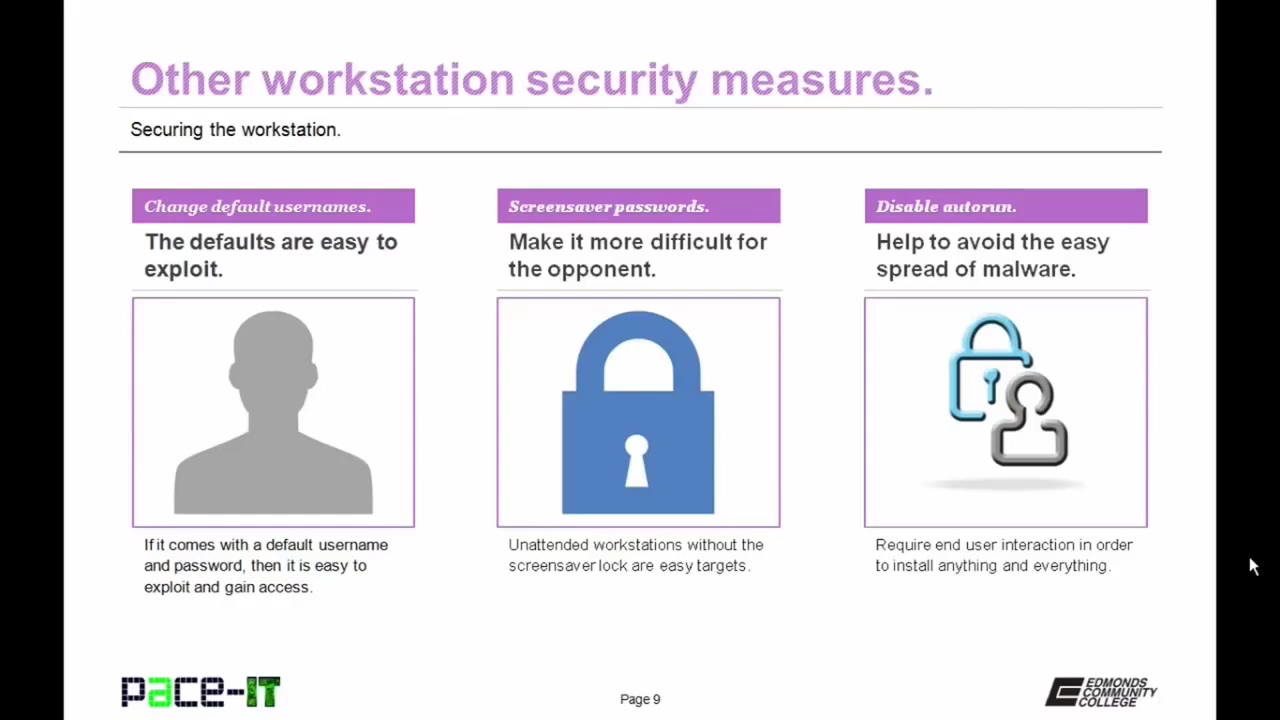 Other workstation security measures.
Securing the workstation.
Change default usernames.
The defaults are easy to
exploit.
If it comes with a default username
and password, then it is easy to
exploit and gain access.
Screensaver passwords.
Make it more difficult for
the opponent.
Unattended workstations without the
screensaver lock are easy targets.
Disable autorun.
Help to avoid the easy
spread of malware.
Require end user interaction in order
to install anything and everything.
pace-IT
Page 9
EDMONDS
COMMUNITY
COLLEGE